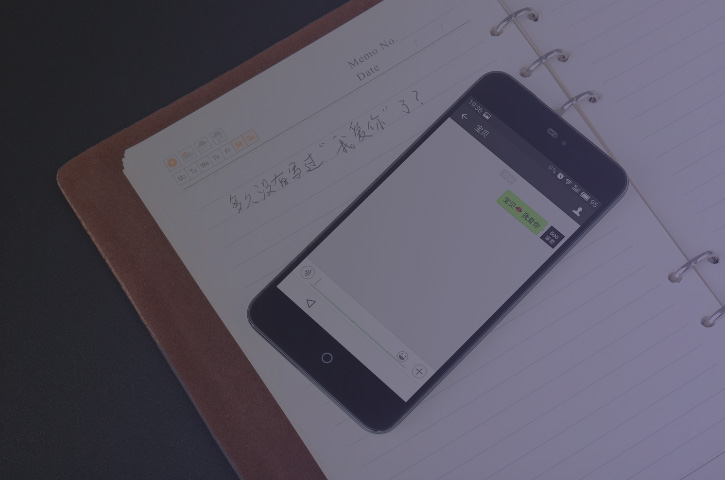 Memo No.
Date
Mo Tu We Th Fr Sa Su
多久没有写过“我爱你”了?
宝贝
宝贝👄我爱你